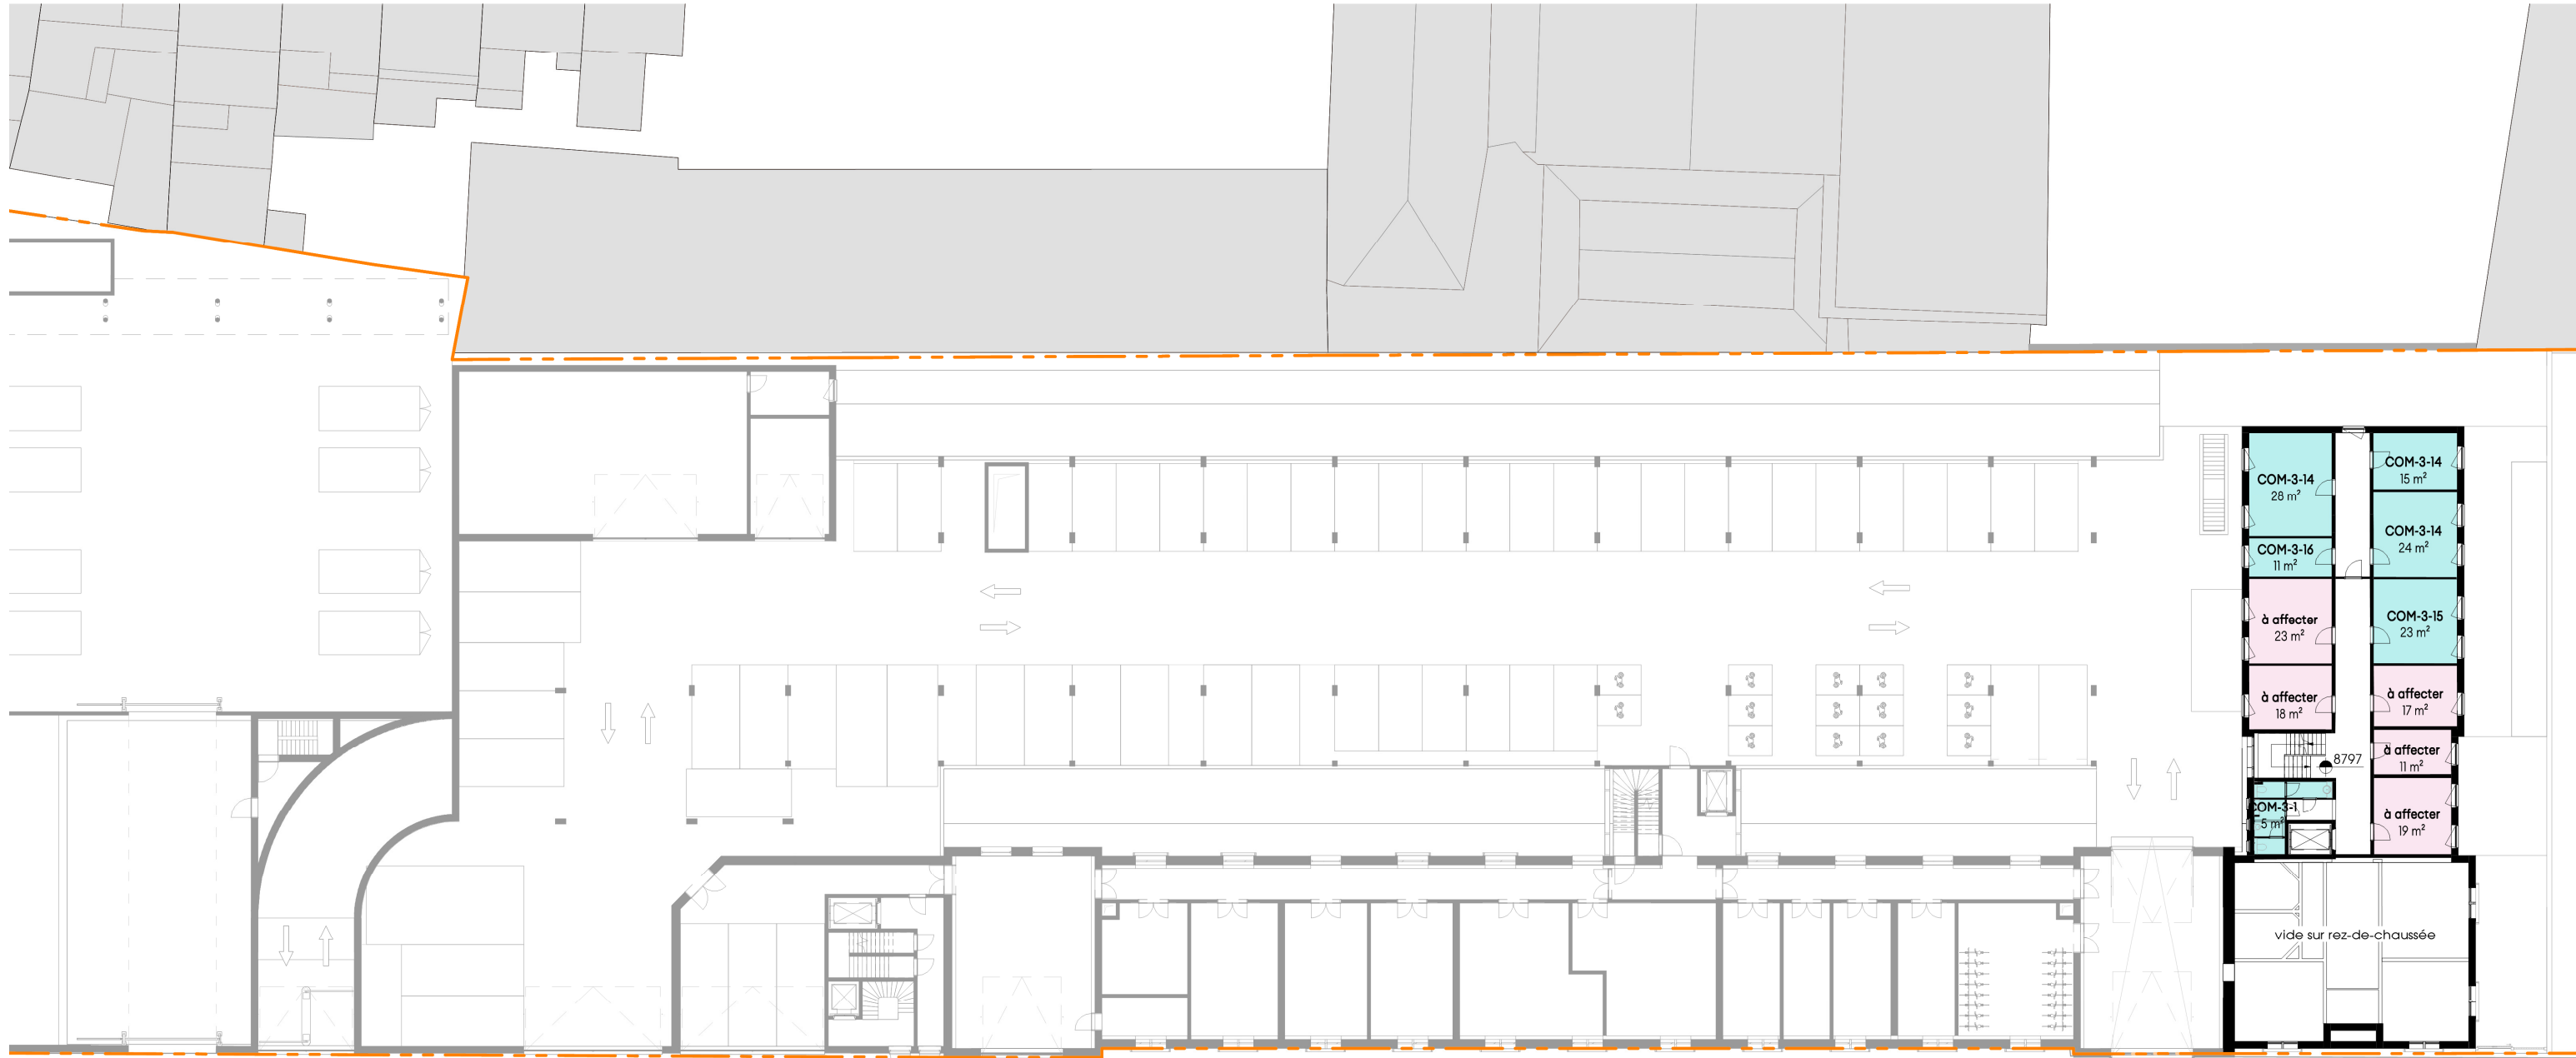 COM-3-14
28 m²
COM-3-14
15 m²
COM-3-14
24 m²
COM-3-16
11 m²
à affecter
23 m²
COM-3-15
23 m²
à affecter
18 m²
à affecter
17 m²
8797
à affecter
11 m²
COM-3-1
5 m²
à affecter
19 m²
vide sur rez-de-chaussée